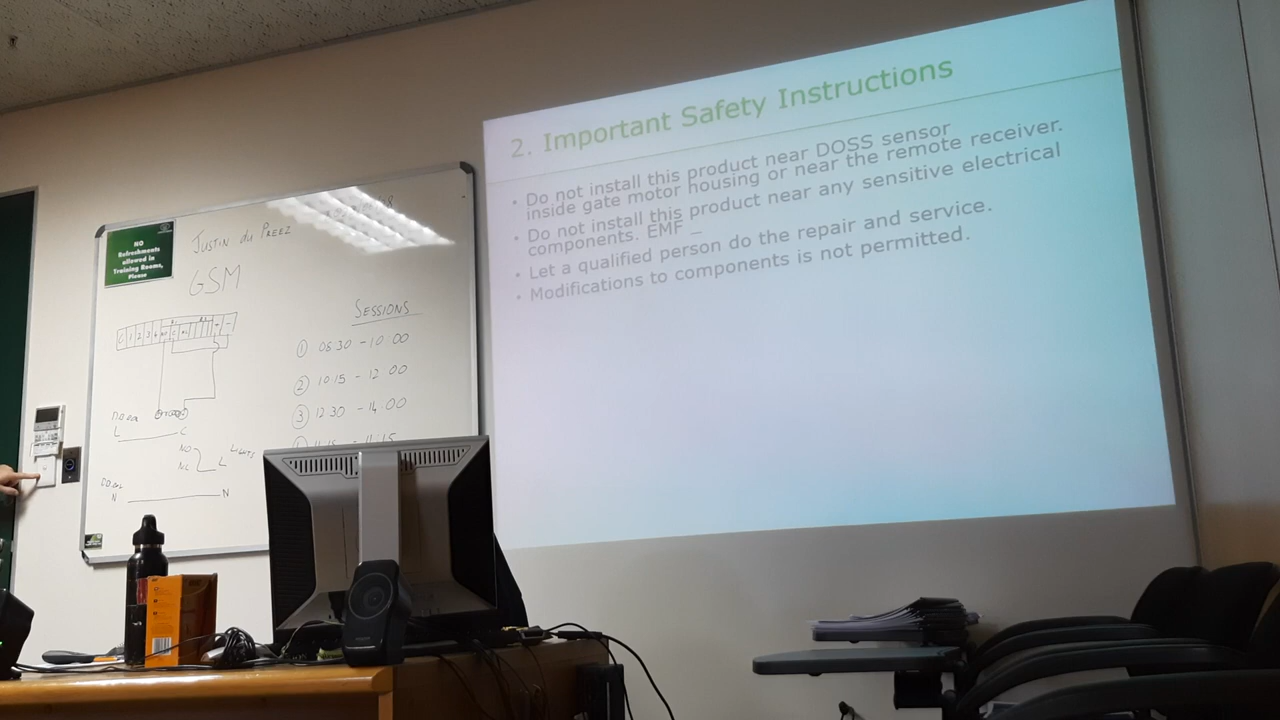 NO
Refreshments
allowed in
Training Rooms,
Please
JUSTIN du PREEZ
GSM
C 1 2 3 4
SESSIONS
① 08:30 - 10:00
② 10:15 - 12:00
③ 12:30 - 14:00
L C
NO LIGHTS
NC L
N N
2. Important Safety Instructions
• Do not install this product near DOSS sensor
inside gate motor housing or near the remote receiver.
• Do not install this product near any sensitive electrical
components. EMF _
• Let a qualified person do the repair and service.
• Modifications to components is not permitted.